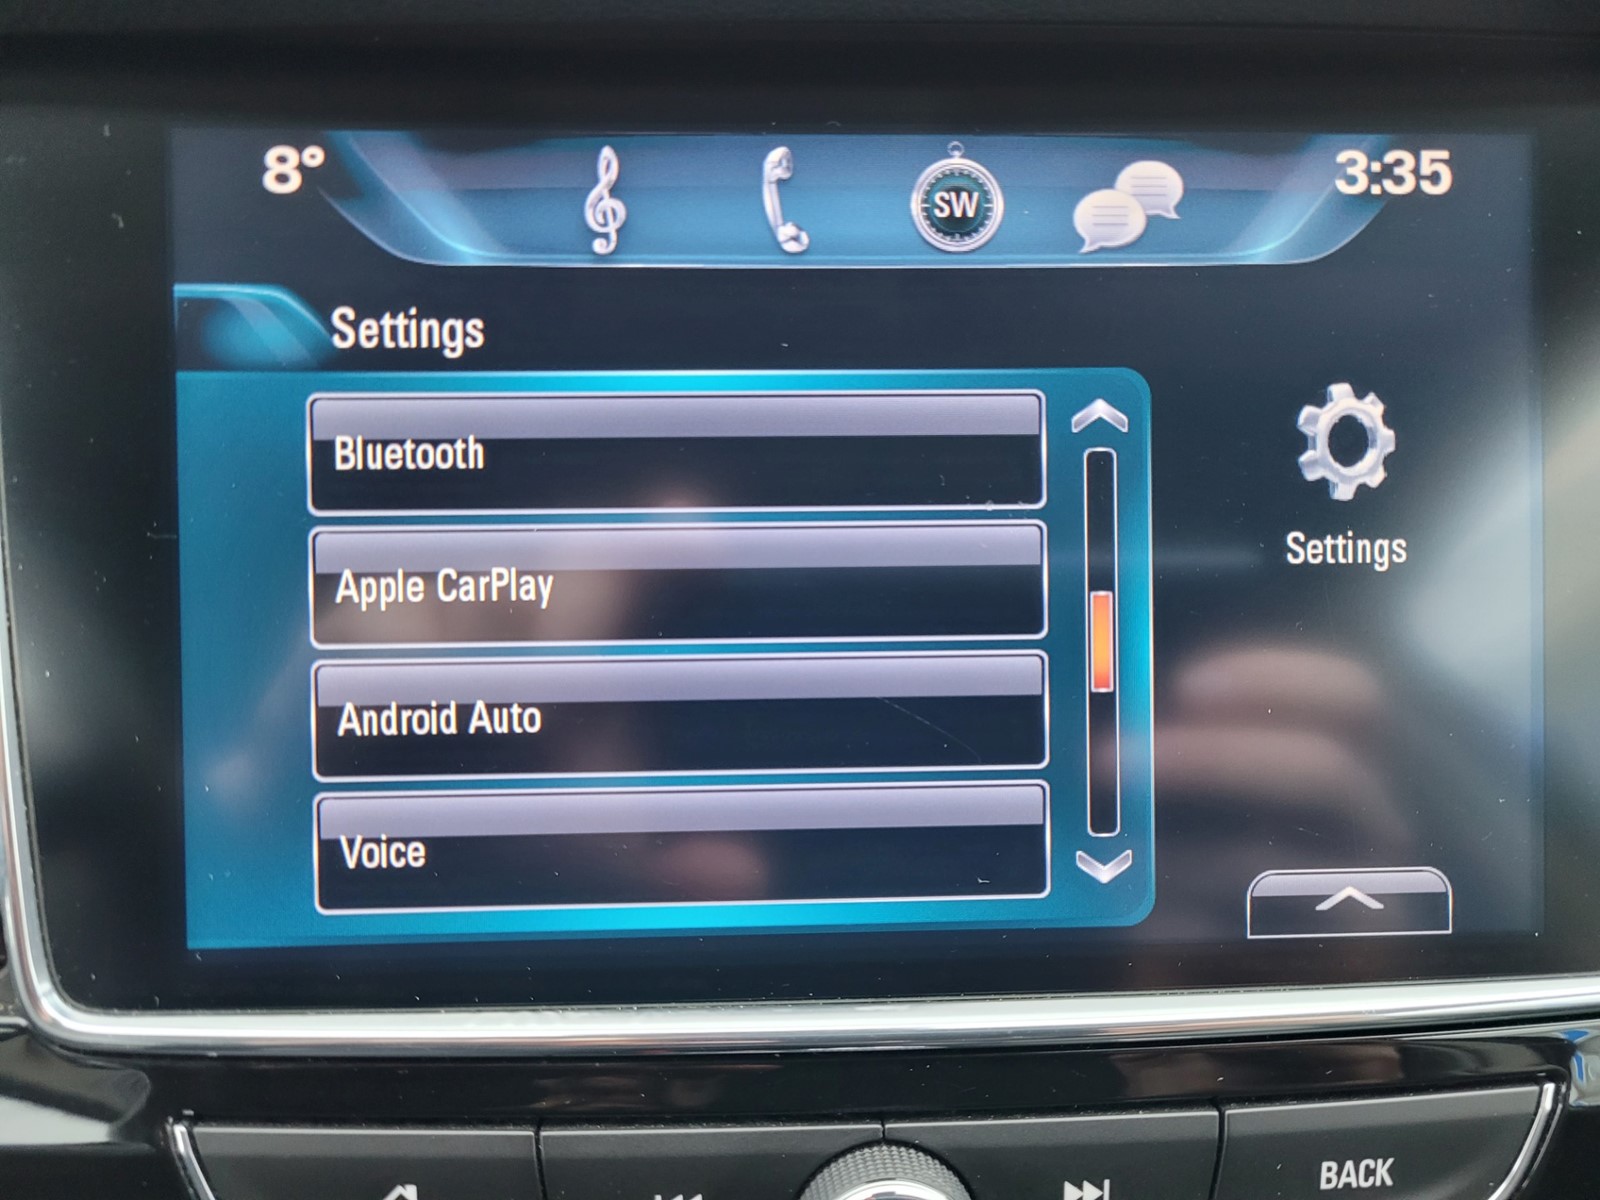 8°
SW
3:35
Settings
Bluetooth
Apple CarPlay
Android Auto
Voice
Settings
BACK